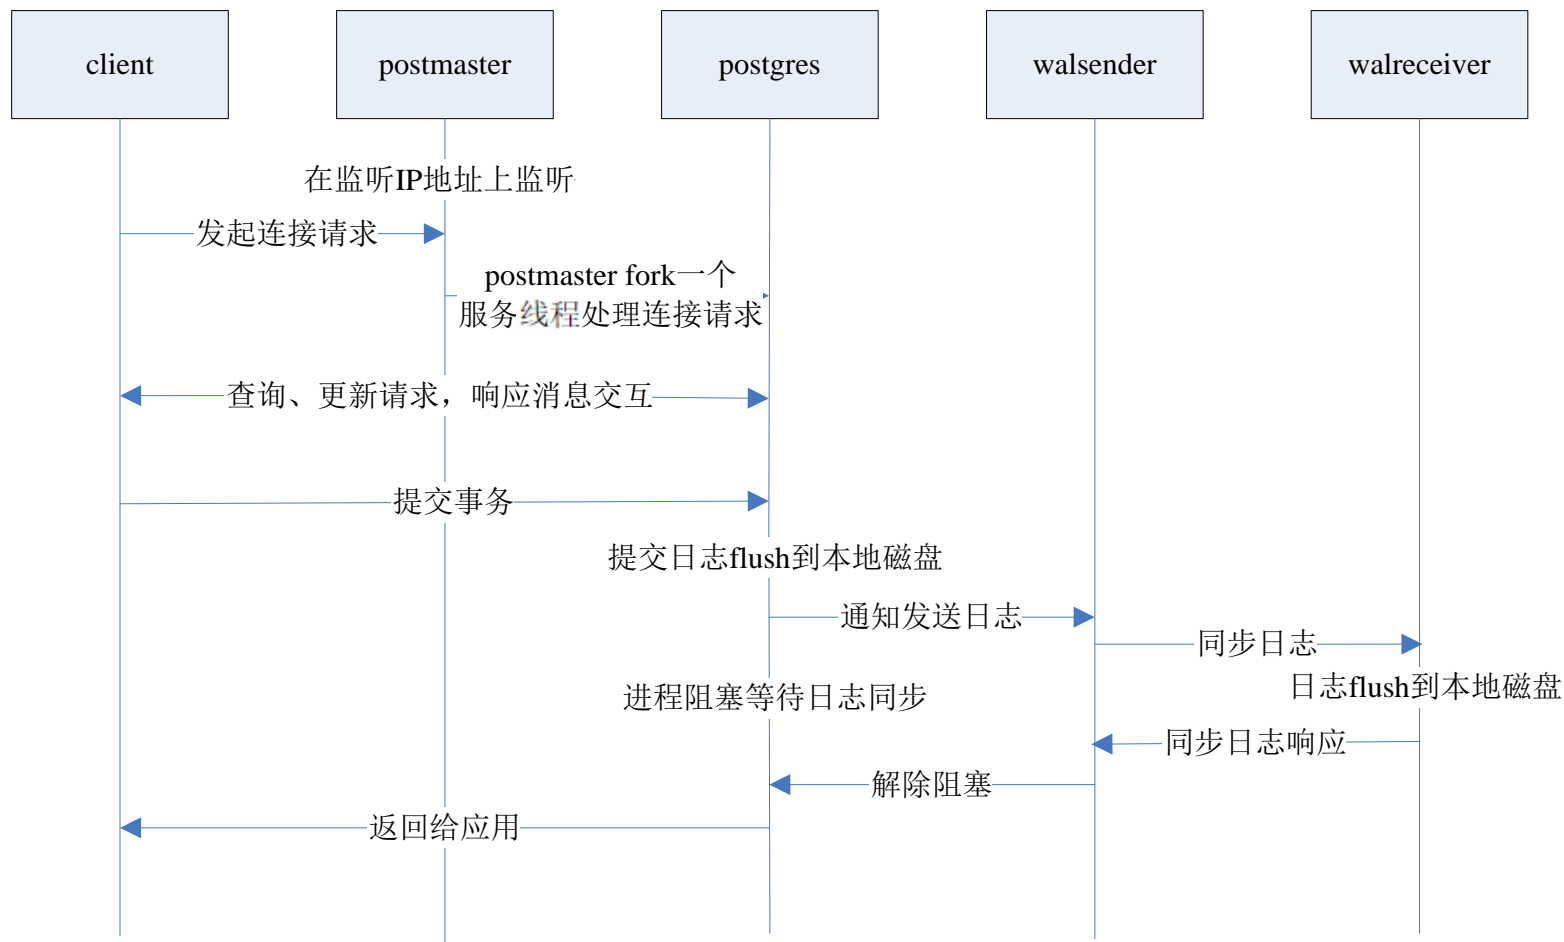 client
postmaster
postgres
walsender
walreceiver
在监听IP地址上监听
发起连接请求
postmaster fork一个
服务线程处理连接请求
查询、更新请求，响应消息交互
提交事务
提交日志flush到本地磁盘
通知发送日志
同步日志
日志flush到本地磁盘
进程阻塞等待日志同步
同步日志响应
解除阻塞
返回给应用